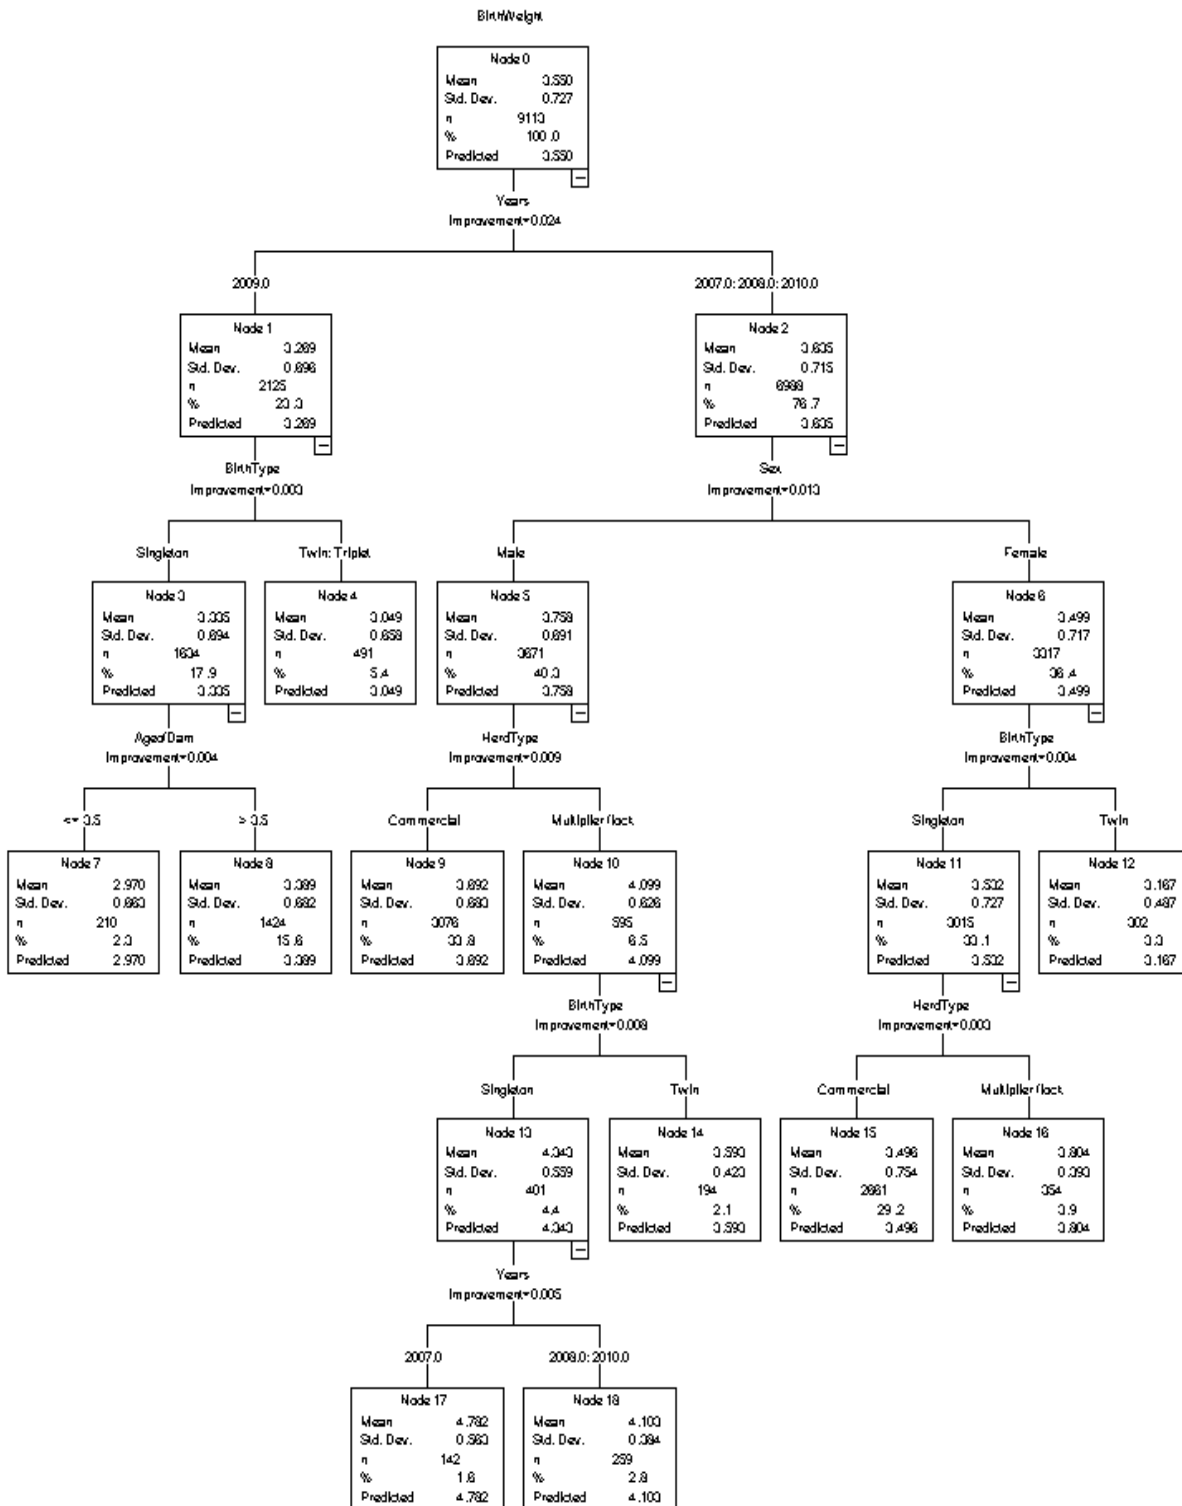 BirthWeight
Node 0
Mean 3.550
Std. Dev. 0.727
n 9113
% 100.0
Predicted 3.550
Years
Improvement=0.024
2009.0
2007.0; 2008.0; 2010.0
Node 1
Mean 3.269
Std. Dev. 0.696
n 2125
% 23.3
Predicted 3.269
Node 2
Mean 3.635
Std. Dev. 0.715
n 6988
% 76.7
Predicted 3.635
BirthType
Improvement=0.003
Sex
Improvement=0.013
Singleton
Twin; Triplet
Male
Female
Node 3
Mean 3.335
Std. Dev. 0.694
n 1634
% 17.9
Predicted 3.335
Node 4
Mean 3.049
Std. Dev. 0.658
n 491
% 5.4
Predicted 3.049
Node 5
Mean 3.758
Std. Dev. 0.691
n 3671
% 40.3
Predicted 3.758
Node 6
Mean 3.499
Std. Dev. 0.717
n 3317
% 36.4
Predicted 3.499
AgeofDam
Improvement=0.004
HerdType
Improvement=0.009
BirthType
Improvement=0.004
<= 3.5
> 3.5
Commercial
Multiplier flock
Singleton
Twin
Node 7
Mean 2.970
Std. Dev. 0.663
n 210
% 2.3
Predicted 2.970
Node 8
Mean 3.389
Std. Dev. 0.682
n 1424
% 15.6
Predicted 3.389
Node 9
Mean 3.692
Std. Dev. 0.683
n 3076
% 33.8
Predicted 3.692
Node 10
Mean 4.099
Std. Dev. 0.626
n 595
% 6.5
Predicted 4.099
Node 11
Mean 3.532
Std. Dev. 0.727
n 3015
% 33.1
Predicted 3.532
Node 12
Mean 3.167
Std. Dev. 0.487
n 302
% 3.3
Predicted 3.167
BirthType
Improvement=0.008
HerdType
Improvement=0.003
Singleton
Twin
Commercial
Multiplier flock
Node 13
Mean 4.343
Std. Dev. 0.559
n 401
% 4.4
Predicted 4.343
Node 14
Mean 3.593
Std. Dev. 0.423
n 194
% 2.1
Predicted 3.593
Node 15
Mean 3.496
Std. Dev. 0.754
n 2661
% 29.2
Predicted 3.496
Node 16
Mean 3.804
Std. Dev. 0.393
n 354
% 3.9
Predicted 3.804
Years
Improvement=0.005
2007.0
2008.0; 2010.0
Node 17
Mean 4.782
Std. Dev. 0.563
n 142
% 1.6
Predicted 4.782
Node 18
Mean 4.103
Std. Dev. 0.384
n 259
% 2.8
Predicted 4.103